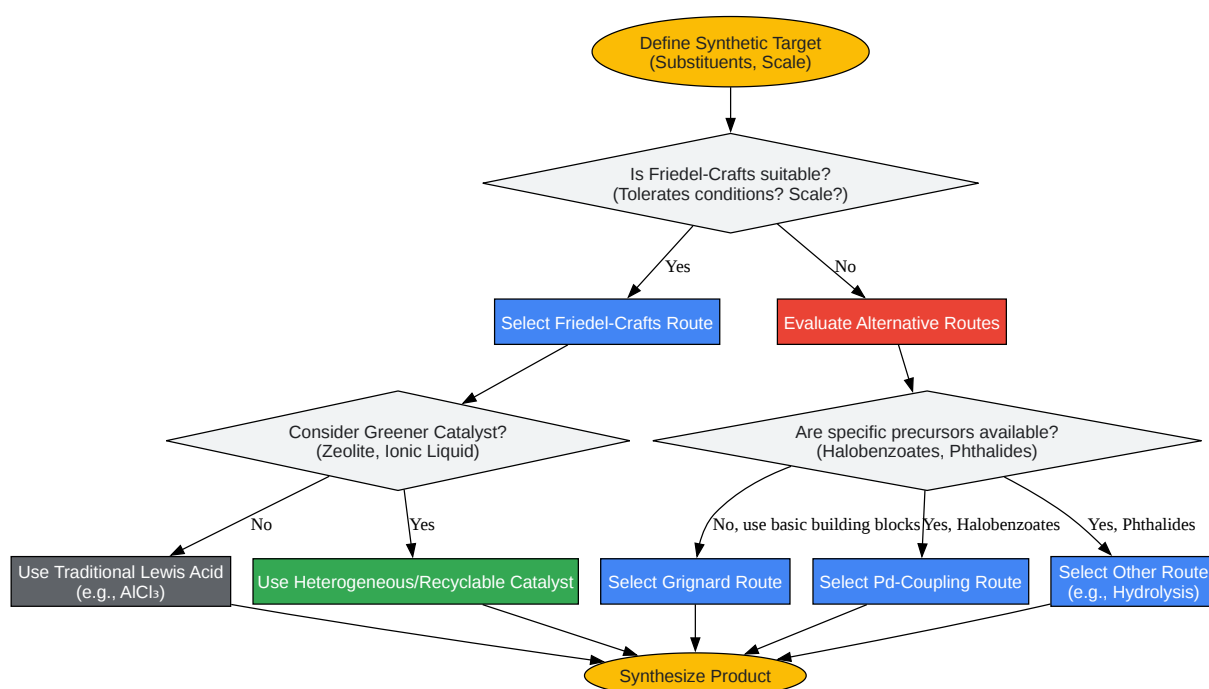 Define Synthetic Target
(Substituents, Scale)
Is Friedel-Crafts suitable?
(Tolerates conditions? Scale?)
Yes
No
Select Friedel-Crafts Route
Evaluate Alternative Routes
Consider Greener Catalyst?
(Zeolite, Ionic Liquid)
Are specific precursors available?
(Halobenzoates, Phthalides)
No
Yes
No, use basic building blocks
Yes, Halobenzoates
Yes, Phthalides
Use Traditional Lewis Acid
(e.g., AlCl₃)
Use Heterogeneous/Recyclable Catalyst
Select Grignard Route
Select Pd-Coupling Route
Select Other Route
(e.g., Hydrolysis)
Synthesize Product